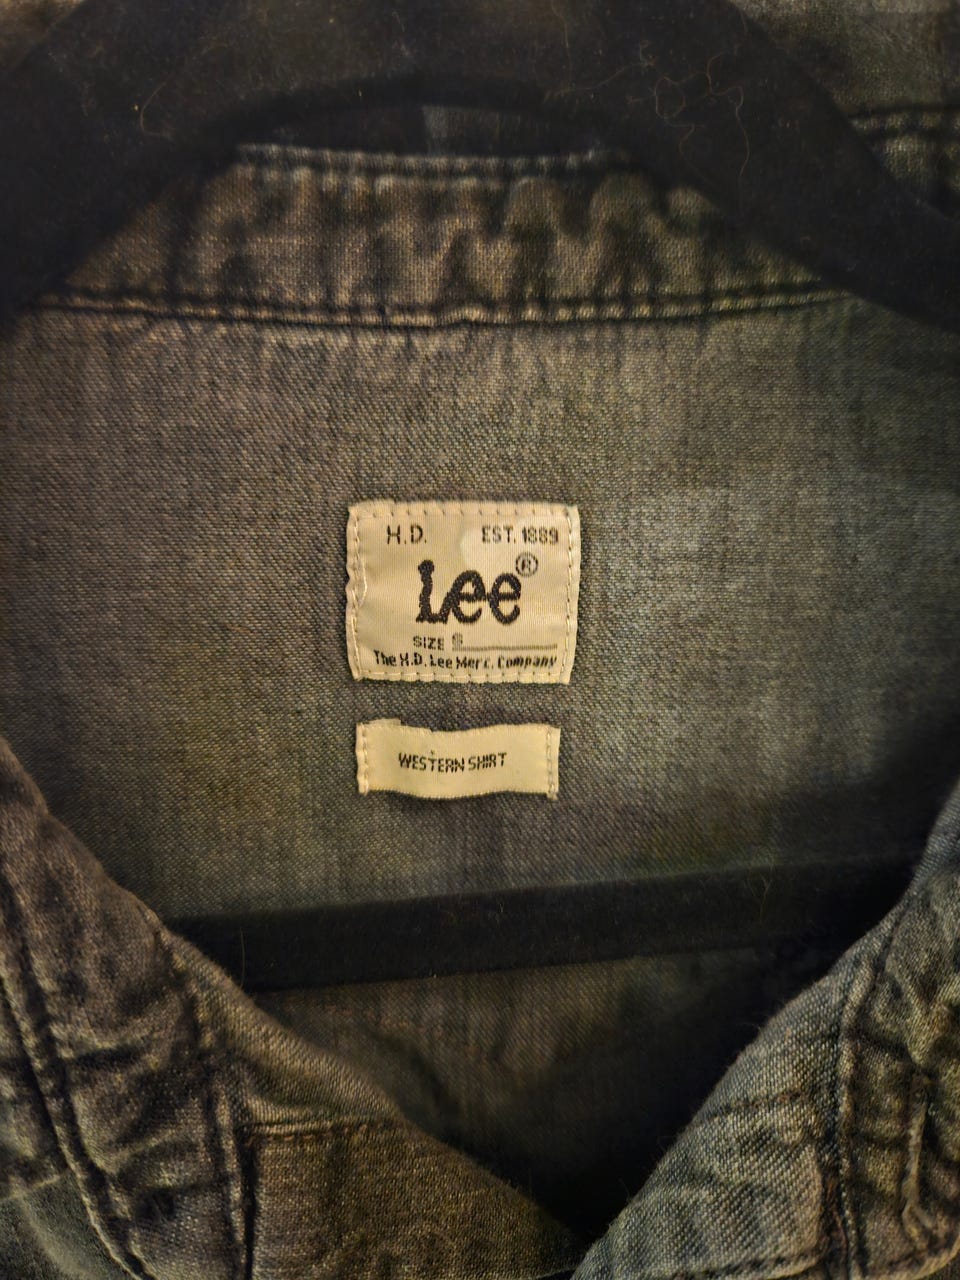 H.D. EST. 1889
Lee®
SIZE S
The H.D. Lee Merc. Company
WESTERN SHIRT